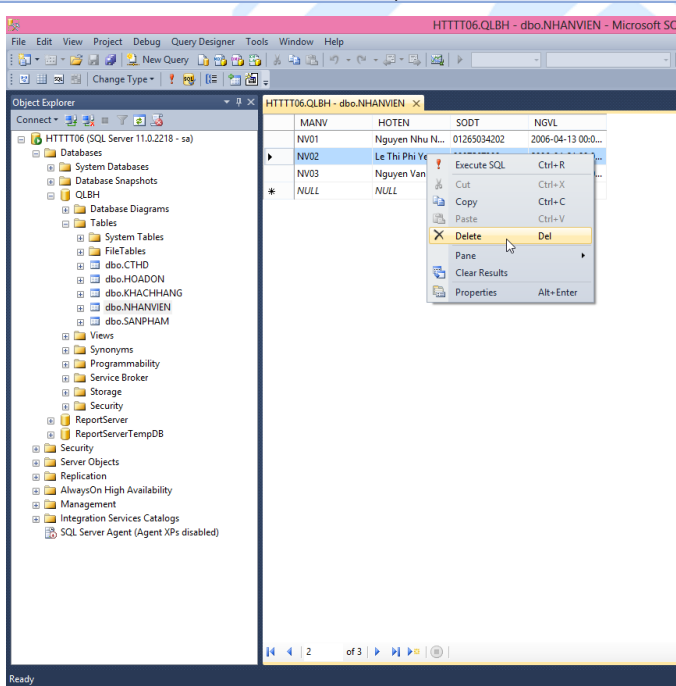 HTTTT06.QLBH - dbo.NHANVIEN - Microsoft SC
File Edit View Project Debug Query Designer Tools Window Help
New Query
Change Type
Object Explorer
HTTTT06.QLBH - dbo.NHANVIEN
Connect
MANV HOTEN SODT NGVL
HTTTT06 (SQL Server 11.0.2218 - sa)
NV01 Nguyen Nhu N... 01265034202 2006-04-13 00:0...
Databases
NV02 Le Thi Phi Ye
System Databases
Database Snapshots
NV03 Nguyen Van
QLBH
NULL NULL
Database Diagrams
Tables
System Tables
FileTables
dbo.CTHD
dbo.HOADON
dbo.KHACHHANG
dbo.NHANVIEN
dbo.SANPHAM
Views
Synonyms
Programmability
Service Broker
Storage
Security
ReportServer
ReportServerTempDB
Security
Server Objects
Replication
AlwaysOn High Availability
Management
Integration Services Catalogs
SQL Server Agent (Agent XPs disabled)
Execute SQL Ctrl+R
Cut Ctrl+X
Copy Ctrl+C
Paste Ctrl+V
Delete Del
Pane
Clear Results
Properties Alt+Enter
2 of 3
Ready